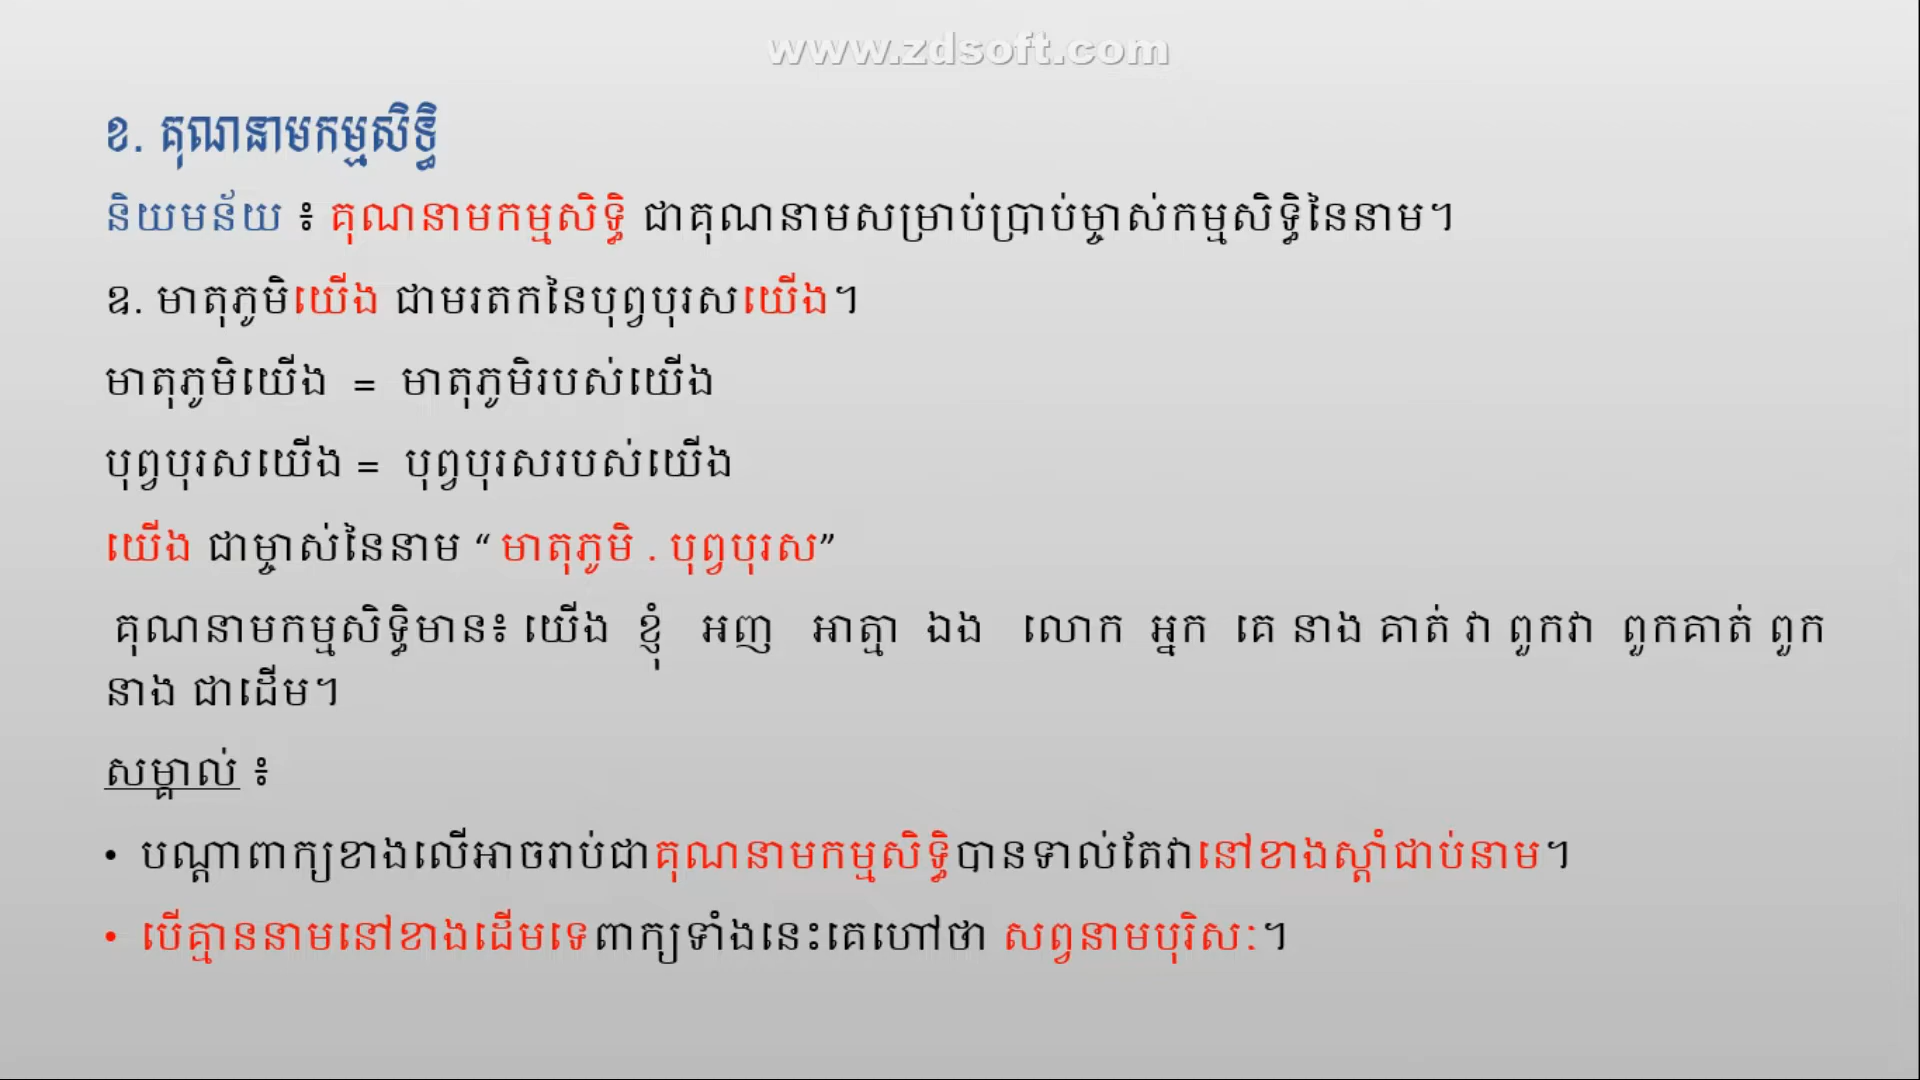 www.zdsoft.com
ខ. គុណនាមកម្មសិទ្ធិ
និយមន័យ ៖ គុណនាមកម្មសិទ្ធិ ជាគុណនាមសម្រាប់ប្រាប់ម្ចាស់កម្មសិទ្ធិនៃនាម។
ឧ. មាតុភូមិយើង ជាមរតកនៃបុព្វបុរសយើង។
មាតុភូមិយើង = មាតុភូមិរបស់យើង
បុព្វបុរសយើង = បុព្វបុរសរបស់យើង
យើង ជាម្ចាស់នៃនាម “ មាតុភូមិ . បុព្វបុរស”
គុណនាមកម្មសិទ្ធិមាន៖ យើង ខ្ញុំ អញ អាត្មា ឯង លោក អ្នក គេ នាង គាត់ វា ពួកវា ពួកគាត់ ពួក
នាង ជាដើម។
សម្គាល់ ៖
• បណ្ដាពាក្យខាងលើអាចរាប់ជាគុណនាមកម្មសិទ្ធិបានទាល់តែវានៅខាងស្ដាំជាប់នាម។
• បើគ្មាននាមនៅខាងដើមទេពាក្យទាំងនេះគេហៅថា សព្វនាមបុរិសៈ។